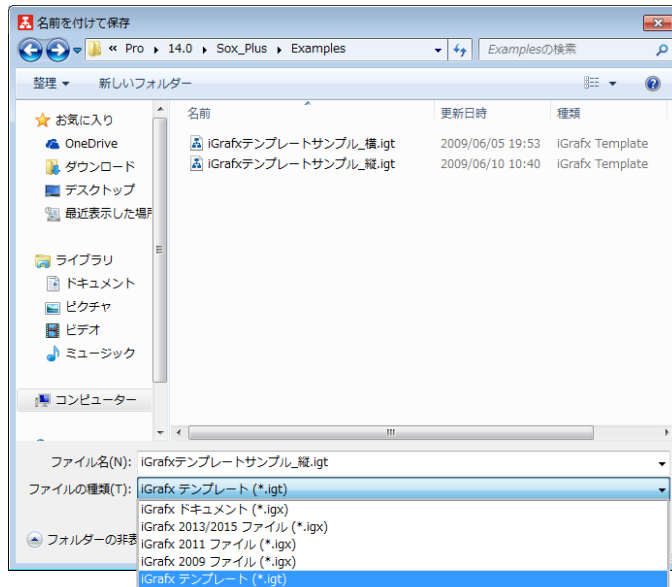 名前を付けて保存
« Pro ▸ 14.0 ▸ Sox_Plus ▸ Examples
Examplesの検索
整理 新しいフォルダー
名前 更新日時 種類
iGrafxテンプレートサンプル_横.igt 2009/06/05 19:53 iGrafx Template
iGrafxテンプレートサンプル_縦.igt 2009/06/10 10:40 iGrafx Template
お気に入り
OneDrive
ダウンロード
デスクトップ
最近表示した場所
ライブラリ
ドキュメント
ピクチャ
ビデオ
ミュージック
コンピューター
ファイル名(N): iGrafxテンプレートサンプル_縦.igt
ファイルの種類(T): iGrafx テンプレート (*.igt)
iGrafx ドキュメント (*.igx)
iGrafx 2013/2015 ファイル (*.igx)
iGrafx 2011 ファイル (*.igx)
フォルダーの非表
iGrafx 2009 ファイル (*.igx)
iGrafx テンプレート (*.igt)